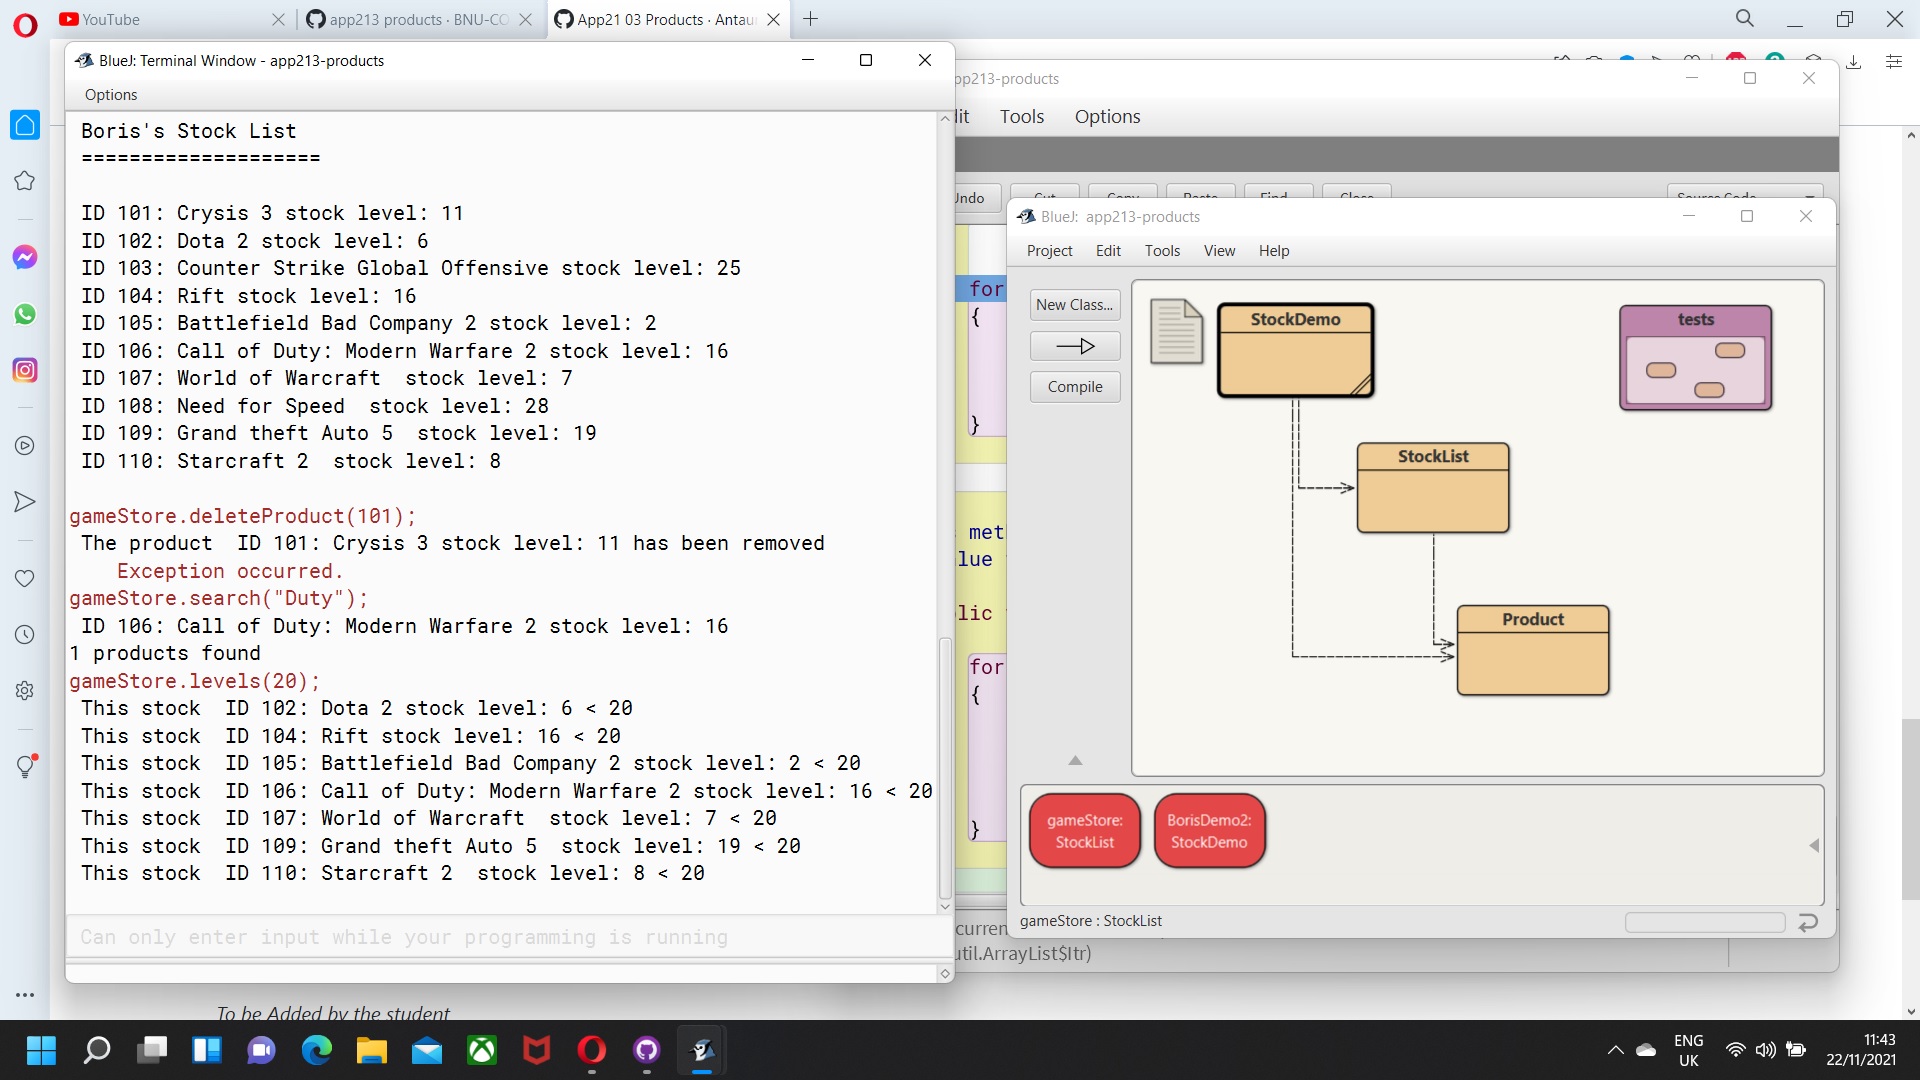 YouTube
app213 products · BNU-CO
App21 03 Products · Antau
BlueJ: Terminal Window - app213-products
Options
Boris's Stock List
====================
ID 101: Crysis 3 stock level: 11
ID 102: Dota 2 stock level: 6
ID 103: Counter Strike Global Offensive stock level: 25
ID 104: Rift stock level: 16
ID 105: Battlefield Bad Company 2 stock level: 2
ID 106: Call of Duty: Modern Warfare 2 stock level: 16
ID 107: World of Warcraft  stock level: 7
ID 108: Need for Speed  stock level: 28
ID 109: Grand theft Auto 5  stock level: 19
ID 110: Starcraft 2  stock level: 8
gameStore.deleteProduct(101);
The product  ID 101: Crysis 3 stock level: 11 has been removed
Exception occurred.
gameStore.search("Duty");
ID 106: Call of Duty: Modern Warfare 2 stock level: 16
1 products found
gameStore.levels(20);
This stock  ID 102: Dota 2 stock level: 6 < 20
This stock  ID 104: Rift stock level: 16 < 20
This stock  ID 105: Battlefield Bad Company 2 stock level: 2 < 20
This stock  ID 106: Call of Duty: Modern Warfare 2 stock level: 16 < 20
This stock  ID 107: World of Warcraft  stock level: 7 < 20
This stock  ID 109: Grand theft Auto 5  stock level: 19 < 20
This stock  ID 110: Starcraft 2  stock level: 8 < 20
Can only enter input while your programming is running
pp213-products
dit Tools Options
Undo Cut Copy Paste Find Close Source Code
for
{
}
met
lue
lic
for
{
}
curren
util.ArrayList$Itr)
BlueJ: app213-products
Project Edit Tools View Help
New Class...
Compile
StockDemo
tests
StockList
Product
gameStore:
StockList
BorisDemo2:
StockDemo
gameStore : StockList
To be Added by the student
ENG
UK
11:43
22/11/2021